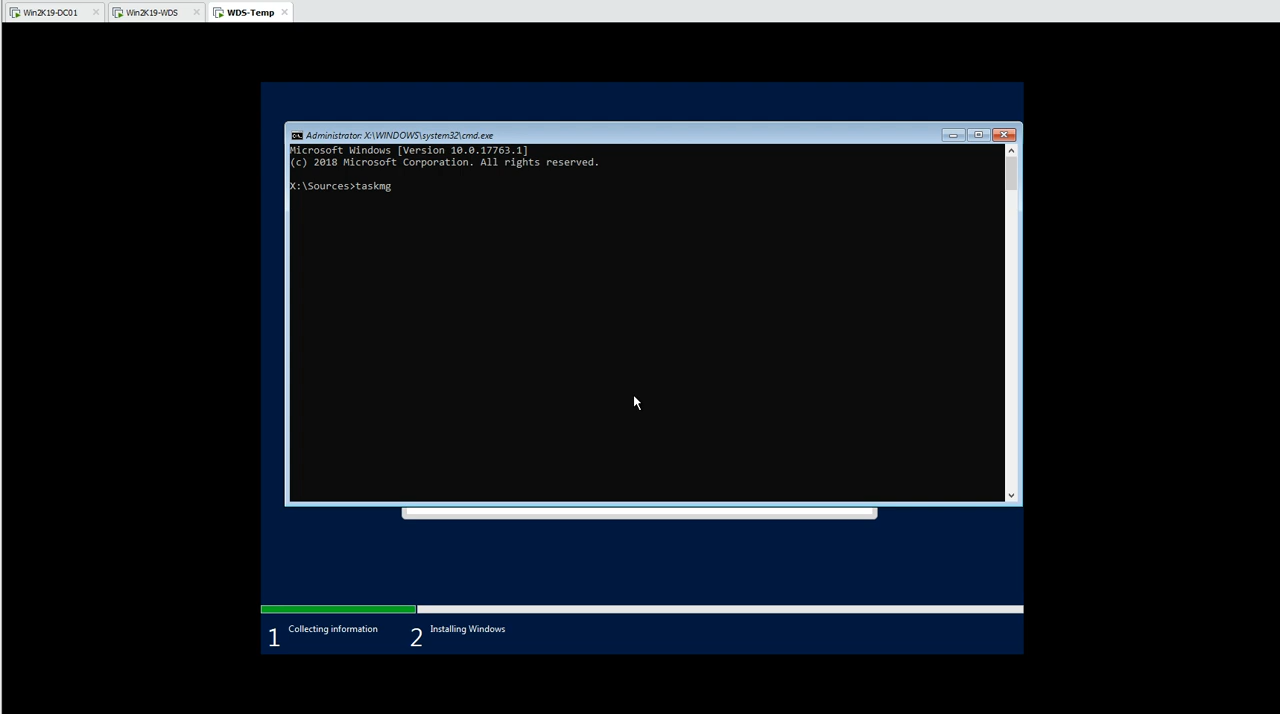 Win2K19-DC01
Win2K19-WDS
WDS-Temp
Administrator: X:\WINDOWS\system32\cmd.exe
Microsoft Windows [Version 10.0.17763.1]
(c) 2018 Microsoft Corporation. All rights reserved.
X:\Sources>taskmg
1 Collecting information
2 Installing Windows